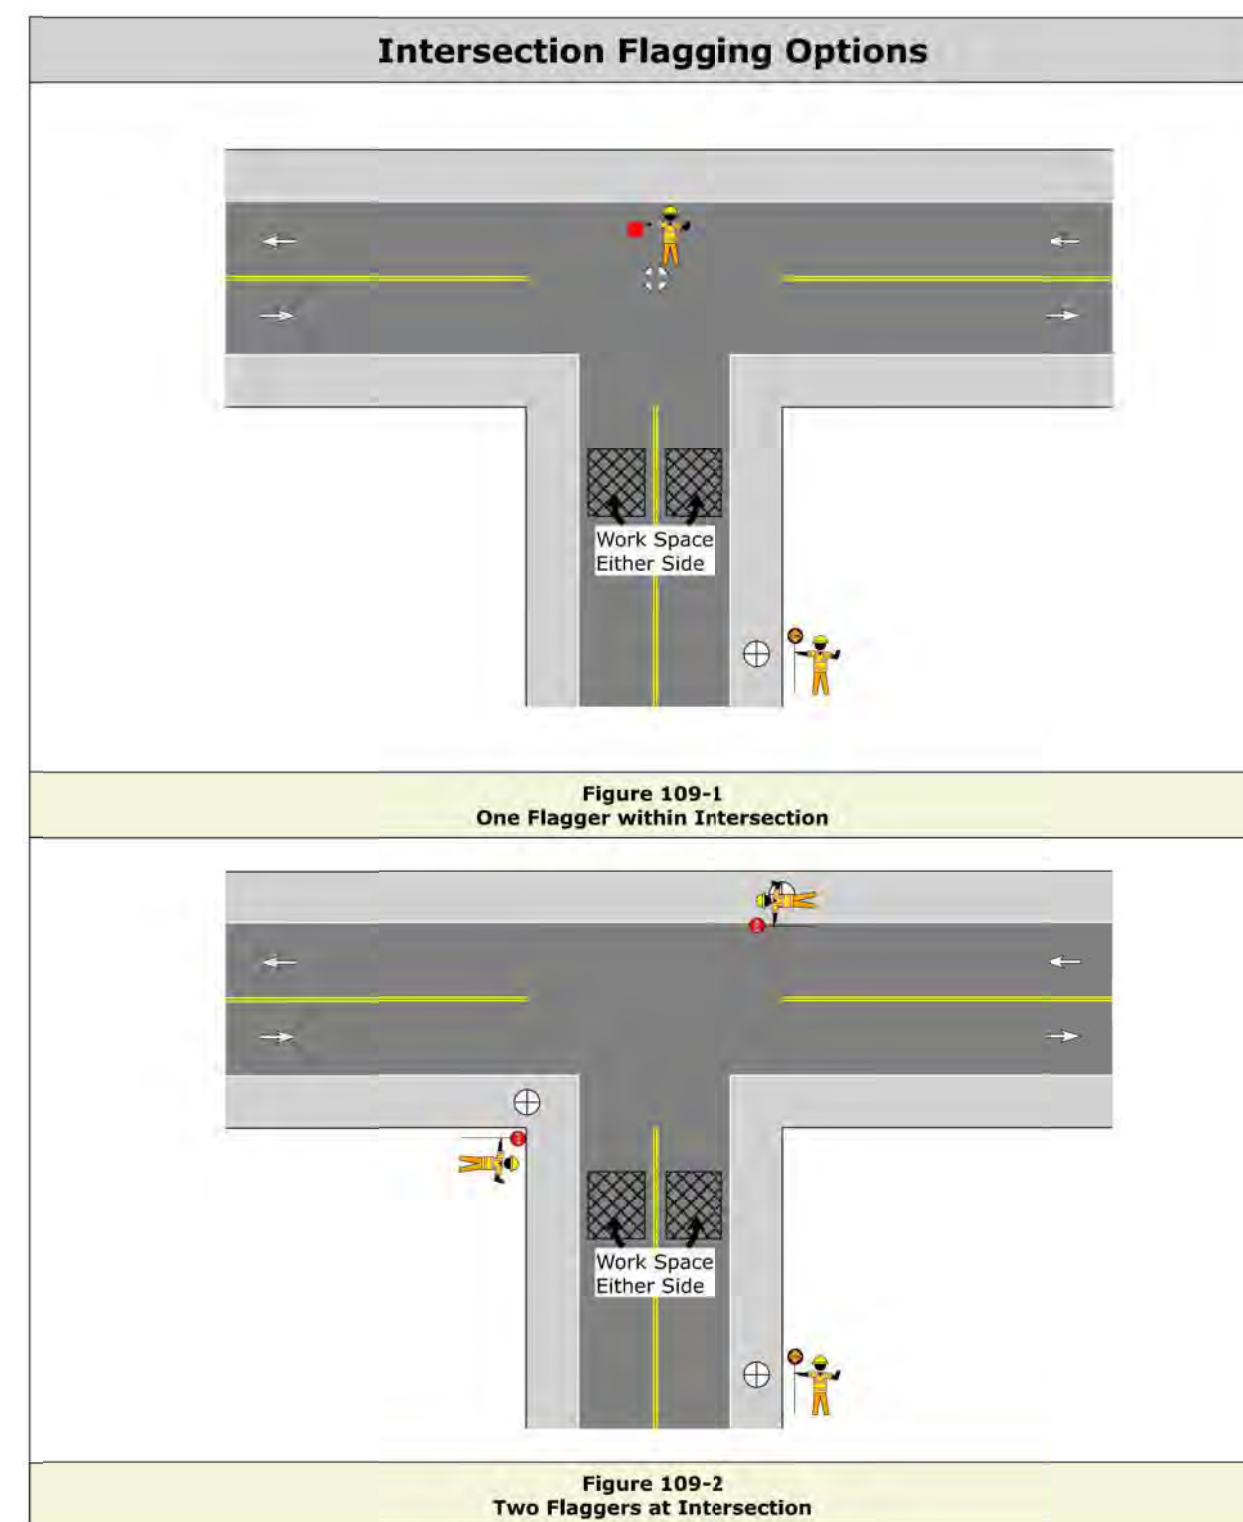 Intersection Flagging Options
Work Space
Either Side
Figure 109-1
One Flagger within Intersection
Work Space
Either Side
Figure 109-2
Two Flaggers at Intersection